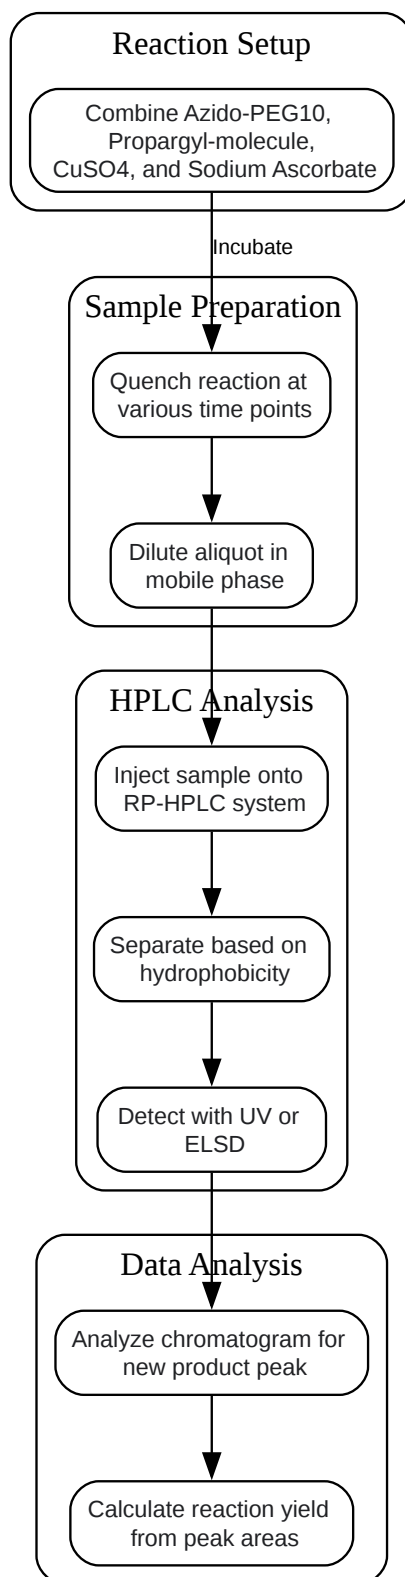 Reaction Setup
Combine Azido-PEG10,
Propargyl-molecule,
CuSO4, and Sodium Ascorbate
Incubate
Sample Preparation
Quench reaction at
various time points
Dilute aliquot in
mobile phase
HPLC Analysis
Inject sample onto
RP-HPLC system
Separate based on
hydrophobicity
Detect with UV or
ELSD
Data Analysis
Analyze chromatogram for
new product peak
Calculate reaction yield
from peak areas